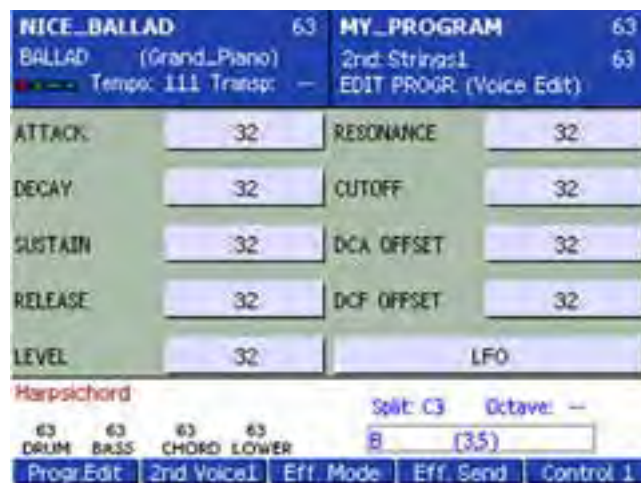 NICE_BALLAD 63 MY_PROGRAM 63
BALLAD (Grand_Piano) 2nd: Strings1 63
Tempo: 111 Transp: -- EDIT PROGR. (Voice Edit)
ATTACK 32 RESONANCE 32
DECAY 32 CUTOFF 32
SUSTAIN 32 DCA OFFSET 32
RELEASE 32 DCF OFFSET 32
LEVEL 32 LFO
Harpsichord Split: C3 Octave: --
63 63 63 63 B (3,5)
DRUM BASS CHORD LOWER
Progr.Edit 2nd Voice1 Eff. Mode Eff. Send Control 1